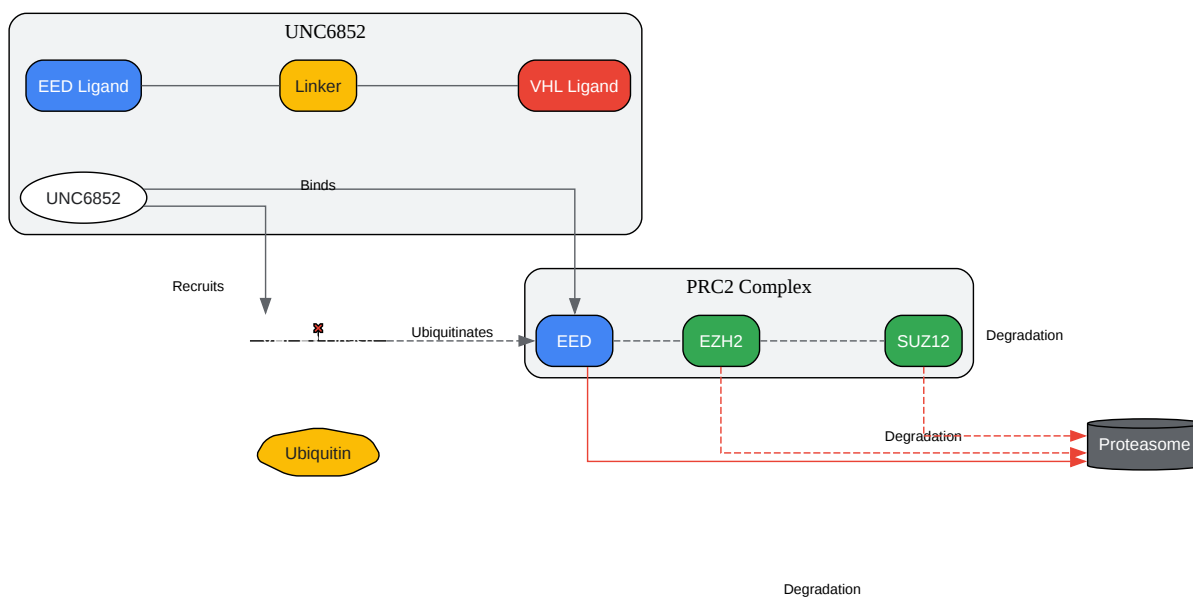 UNC6852
EED Ligand
Linker
VHL Ligand
UNC6852
Binds
Recruits
PRC2 Complex
Ubiquitinates
EED
EZH2
SUZ12
Degradation
Degradation
Proteasome
Ubiquitin
Degradation